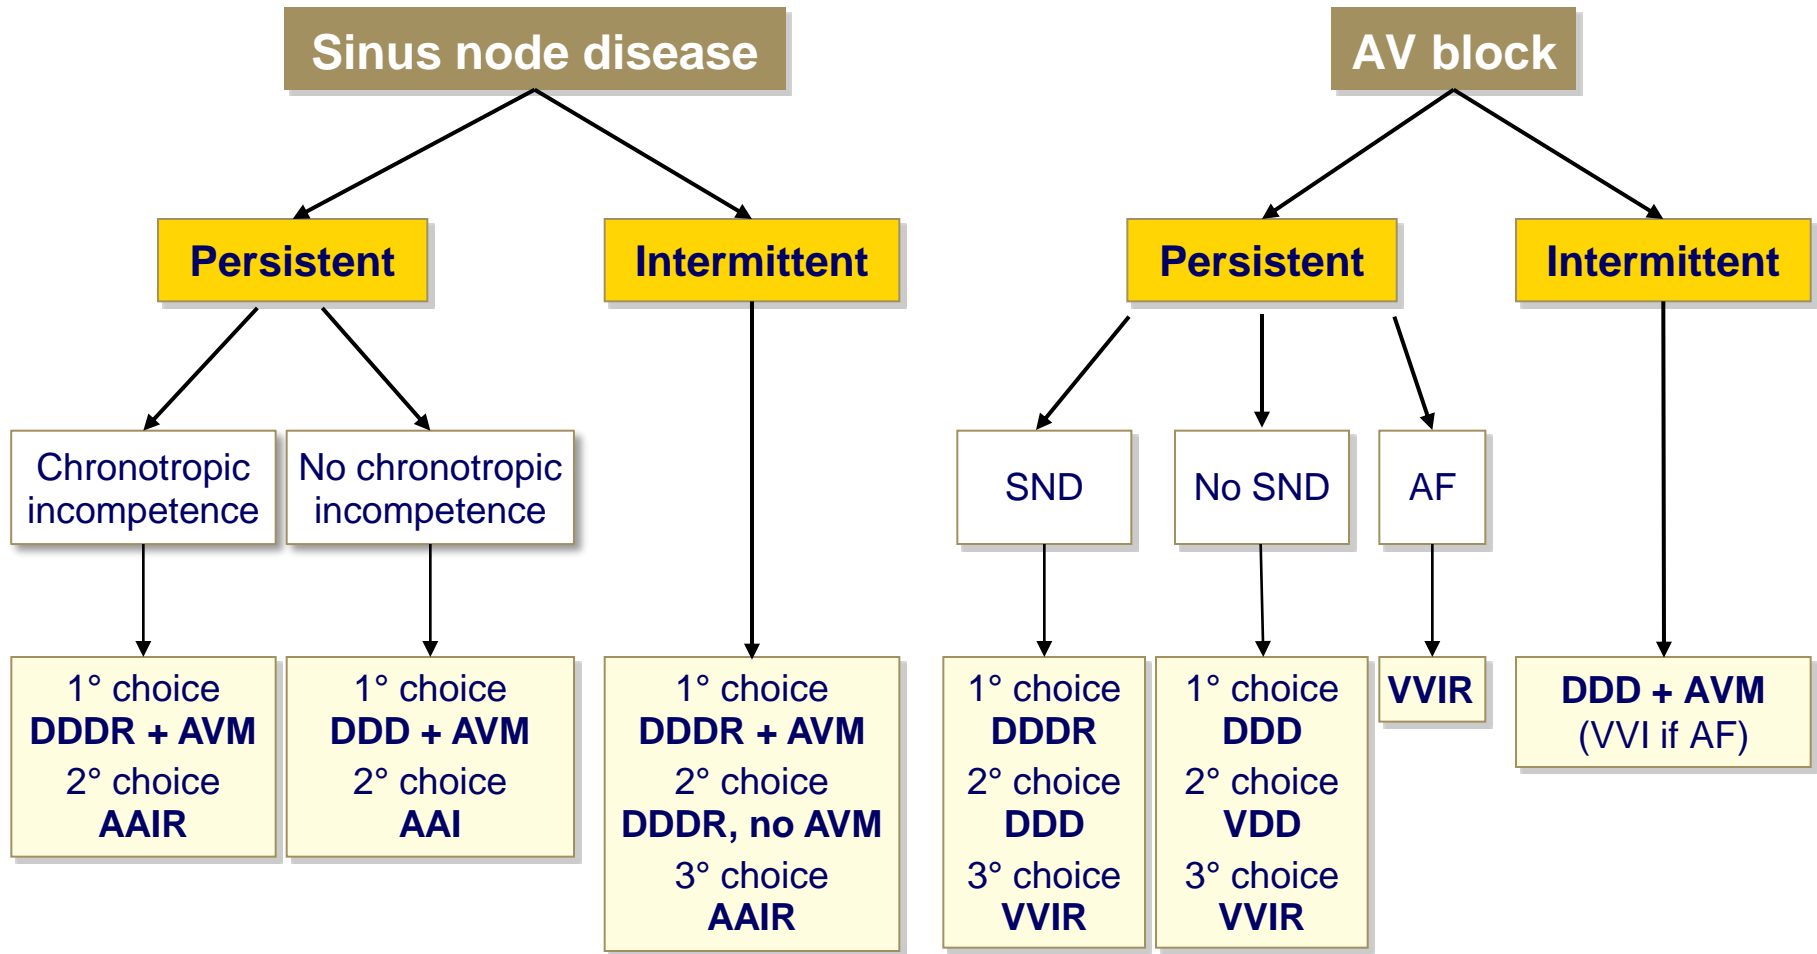 Sinus node disease
AV block
Persistent
Intermittent
Persistent
Intermittent
Chronotropic
incompetence
No chronotropic
incompetence
SND
No SND
AF
1° choice
DDDR + AVM
2° choice
AAIR
1° choice
DDD + AVM
2° choice
AAI
1° choice
DDDR + AVM
2° choice
DDDR, no AVM
3° choice
AAIR
1° choice
DDDR
2° choice
DDD
3° choice
VVIR
1° choice
DDD
2° choice
VDD
3° choice
VVIR
VVIR
DDD + AVM
(VVI if AF)